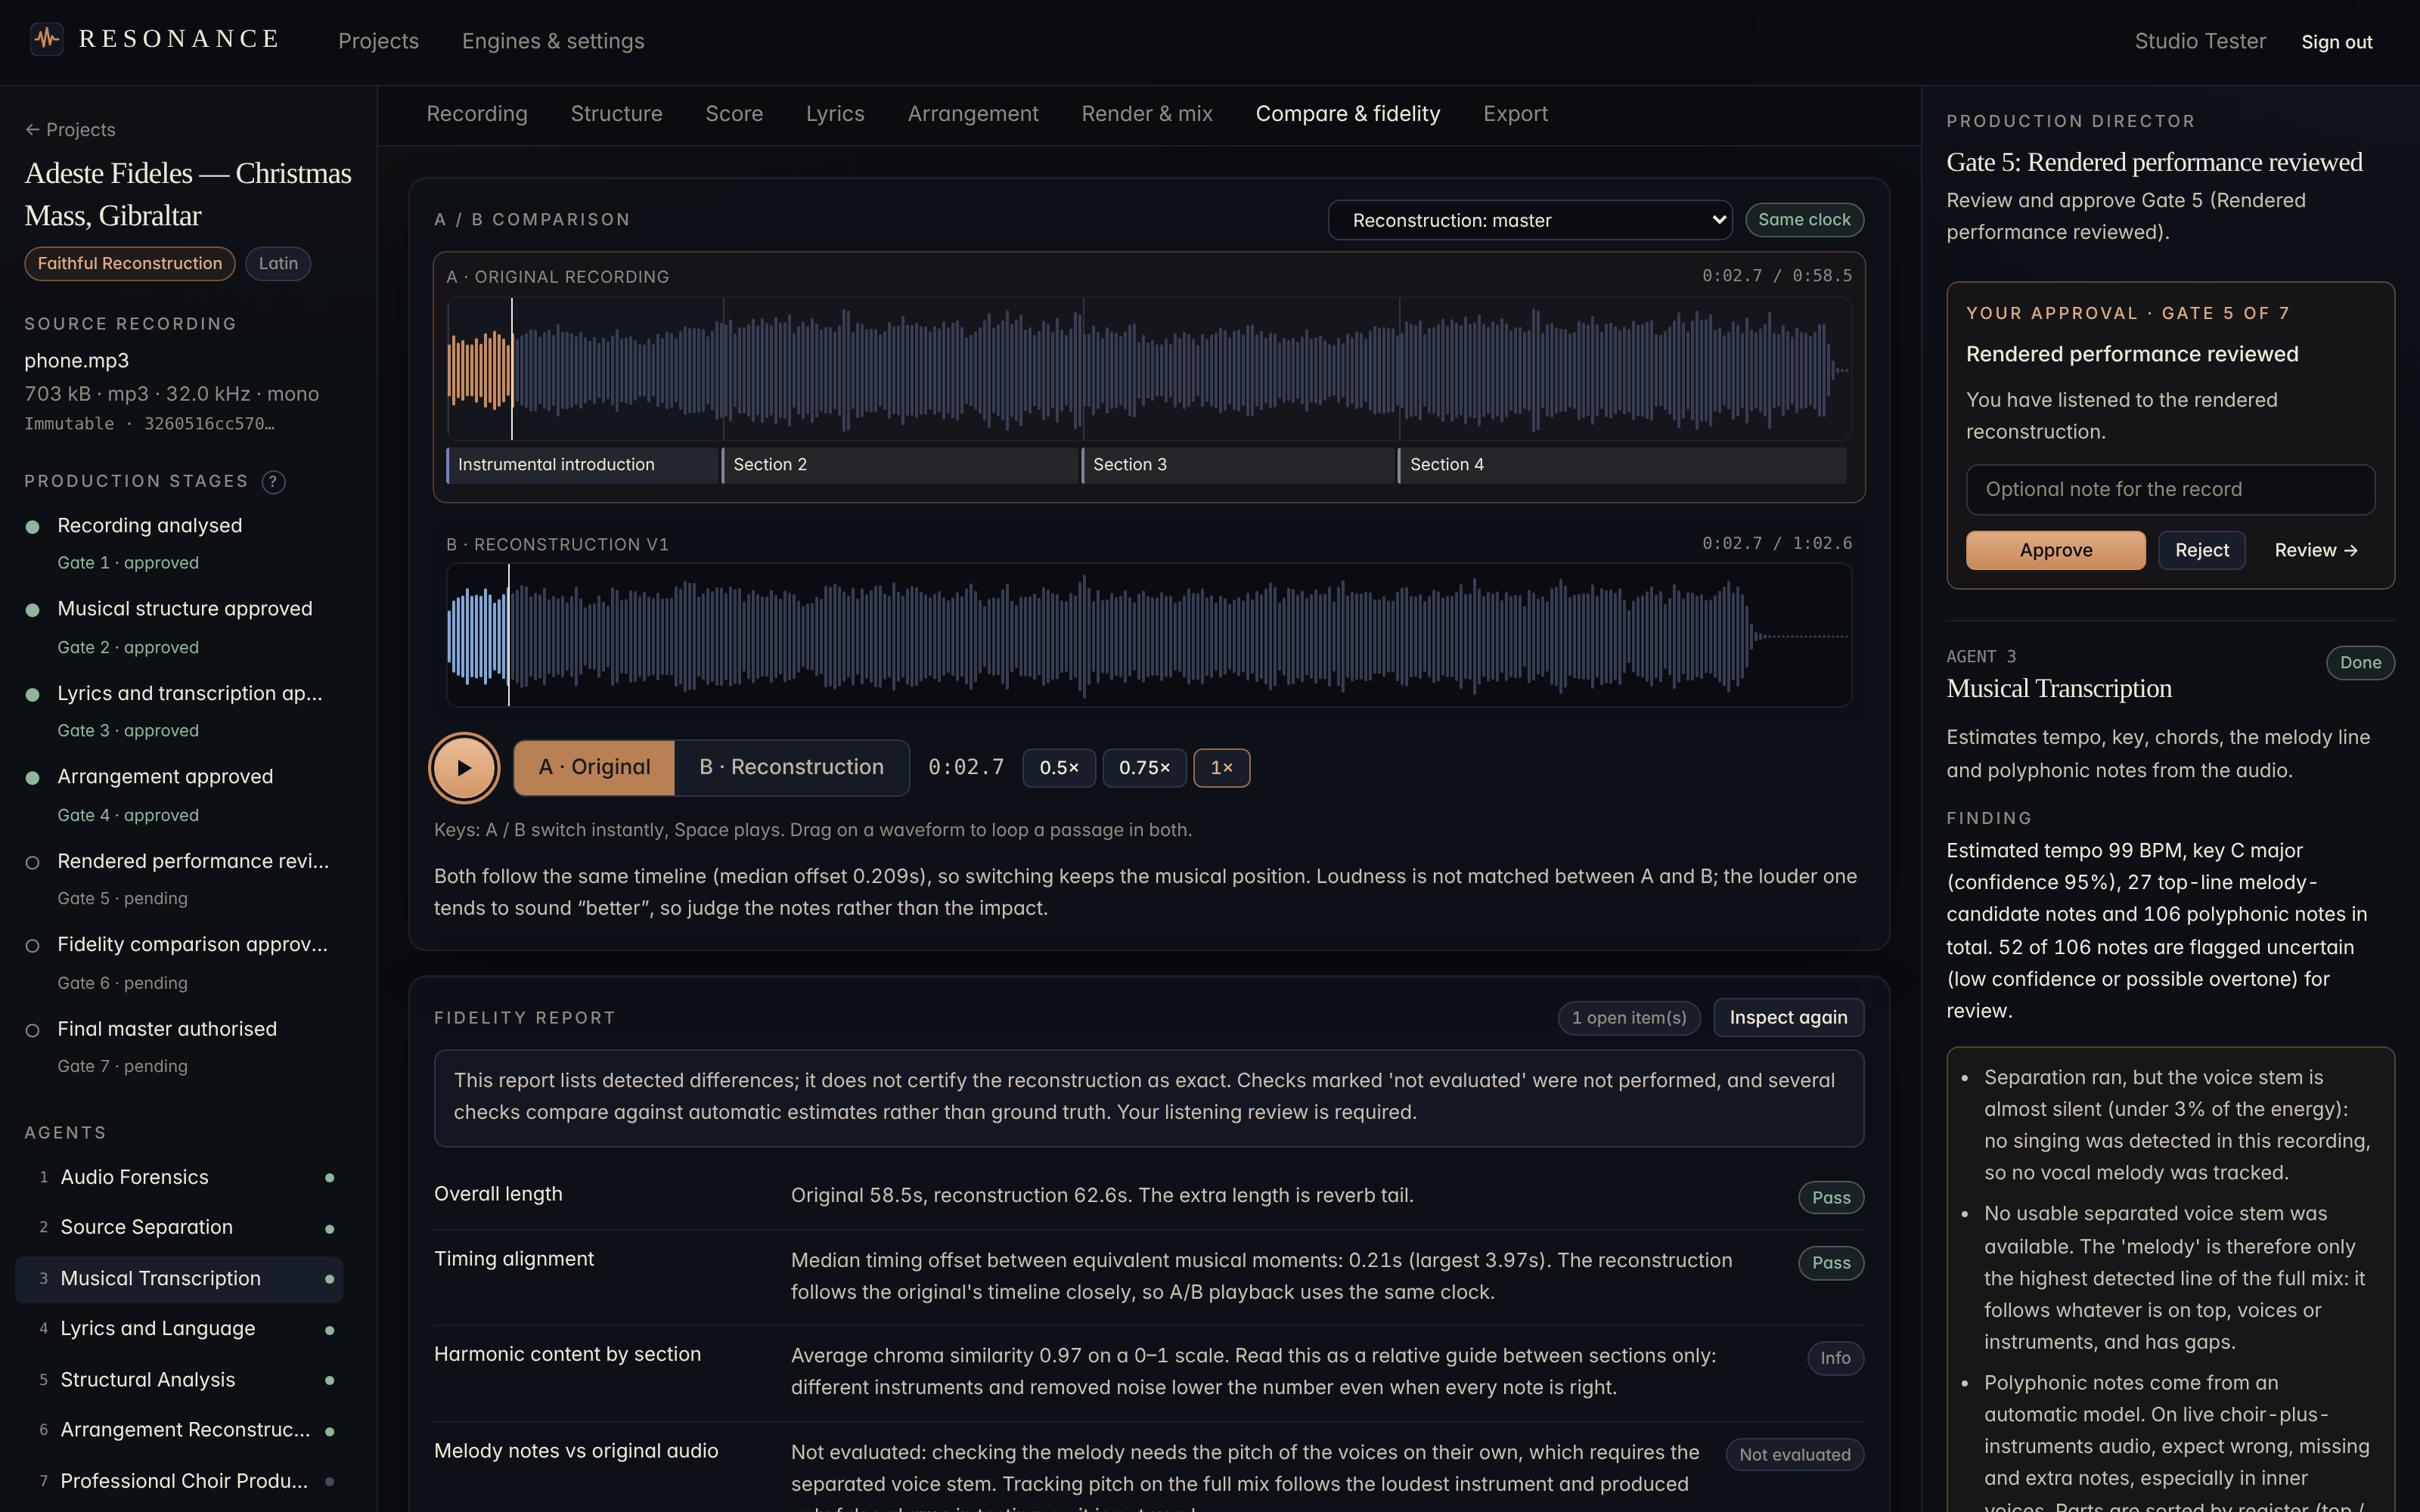 RESONANCE
Projects
Engines & settings
Studio Tester
Sign out
← Projects
Adeste Fideles — Christmas
Mass, Gibraltar
Faithful Reconstruction
Latin
SOURCE RECORDING
phone.mp3
703 kB · mp3 · 32.0 kHz · mono
Immutable · 3260516cc570…
PRODUCTION STAGES ?
Recording analysed
Gate 1 · approved
Musical structure approved
Gate 2 · approved
Lyrics and transcription ap…
Gate 3 · approved
Arrangement approved
Gate 4 · approved
Rendered performance revi…
Gate 5 · pending
Fidelity comparison approv…
Gate 6 · pending
Final master authorised
Gate 7 · pending
AGENTS
1 Audio Forensics
2 Source Separation
3 Musical Transcription
4 Lyrics and Language
5 Structural Analysis
6 Arrangement Reconstruc…
7 Professional Choir Produ…
Recording
Structure
Score
Lyrics
Arrangement
Render & mix
Compare & fidelity
Export
A / B COMPARISON
Reconstruction: master
Same clock
A · ORIGINAL RECORDING
0:02.7 / 0:58.5
Instrumental introduction
Section 2
Section 3
Section 4
B · RECONSTRUCTION V1
0:02.7 / 1:02.6
A · Original
B · Reconstruction
0:02.7
0.5×
0.75×
1×
Keys: A / B switch instantly, Space plays. Drag on a waveform to loop a passage in both.
Both follow the same timeline (median offset 0.209s), so switching keeps the musical position. Loudness is not matched between A and B; the louder one
tends to sound “better”, so judge the notes rather than the impact.
FIDELITY REPORT
1 open item(s)
Inspect again
This report lists detected differences; it does not certify the reconstruction as exact. Checks marked 'not evaluated' were not performed, and several
checks compare against automatic estimates rather than ground truth. Your listening review is required.
Overall length
Original 58.5s, reconstruction 62.6s. The extra length is reverb tail.
Pass
Timing alignment
Median timing offset between equivalent musical moments: 0.21s (largest 3.97s). The reconstruction
follows the original's timeline closely, so A/B playback uses the same clock.
Pass
Harmonic content by section
Average chroma similarity 0.97 on a 0–1 scale. Read this as a relative guide between sections only:
different instruments and removed noise lower the number even when every note is right.
Info
Melody notes vs original audio
Not evaluated: checking the melody needs the pitch of the voices on their own, which requires the
separated voice stem. Tracking pitch on the full mix follows the loudest instrument and produced
Not evaluated
PRODUCTION DIRECTOR
Gate 5: Rendered performance reviewed
Review and approve Gate 5 (Rendered
performance reviewed).
YOUR APPROVAL · GATE 5 OF 7
Rendered performance reviewed
You have listened to the rendered
reconstruction.
Optional note for the record
Approve
Reject
Review →
AGENT 3
Done
Musical Transcription
Estimates tempo, key, chords, the melody line
and polyphonic notes from the audio.
FINDING
Estimated tempo 99 BPM, key C major
(confidence 95%), 27 top-line melody-
candidate notes and 106 polyphonic notes in
total. 52 of 106 notes are flagged uncertain
(low confidence or possible overtone) for
review.
• Separation ran, but the voice stem is
almost silent (under 3% of the energy):
no singing was detected in this recording,
so no vocal melody was tracked.
• No usable separated voice stem was
available. The 'melody' is therefore only
the highest detected line of the full mix: it
follows whatever is on top, voices or
instruments, and has gaps.
• Polyphonic notes come from an
automatic model. On live choir-plus-
instruments audio, expect wrong, missing
and extra notes, especially in inner
voices. Parts are sorted by register (top /